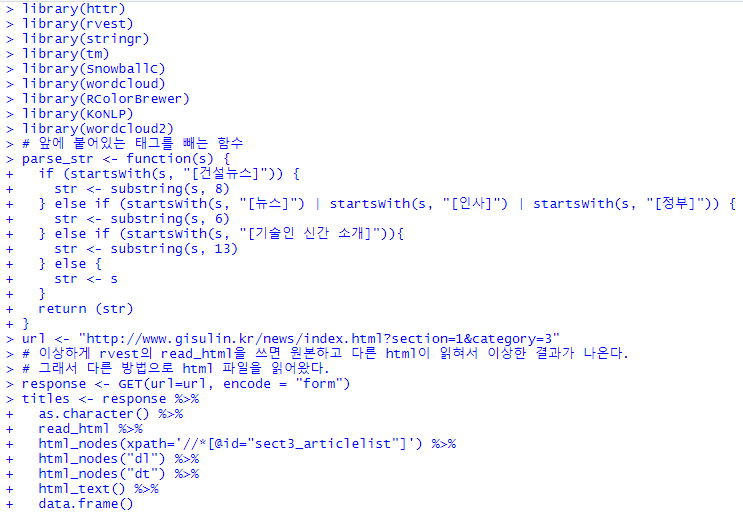 > library(httr)
> library(rvest)
> library(stringr)
> library(tm)
> library(SnowballC)
> library(wordcloud)
> library(RColorBrewer)
> library(KoNLP)
> library(wordcloud2)
> # 앞에 붙어있는 태그를 빼는 함수
> parse_str <- function(s) {
+   if (startsWith(s, "[건설뉴스]")) {
+     str <- substring(s, 8)
+   } else if (startsWith(s, "[뉴스]") | startsWith(s, "[인사]") | startsWith(s, "[정부]")) {
+     str <- substring(s, 6)
+   } else if (startsWith(s, "[기술인 신간 소개]")){
+     str <- substring(s, 13)
+   } else {
+     str <- s
+   }
+   return (str)
+ }
> url <- "http://www.gisulin.kr/news/index.html?section=1&category=3"
> # 이상하게 rvest의 read_html을 쓰면 원본하고 다른 html이 읽혀서 이상한 결과가 나온다.
> # 그래서 다른 방법으로 html 파일을 읽어왔다.
> response <- GET(url=url, encode = "form")
> titles <- response %>%
+   as.character() %>%
+   read_html %>%
+   html_nodes(xpath='//*[@id="sect3_articlelist"]') %>%
+   html_nodes("dl") %>%
+   html_nodes("dt") %>%
+   html_text() %>%
+   data.frame()